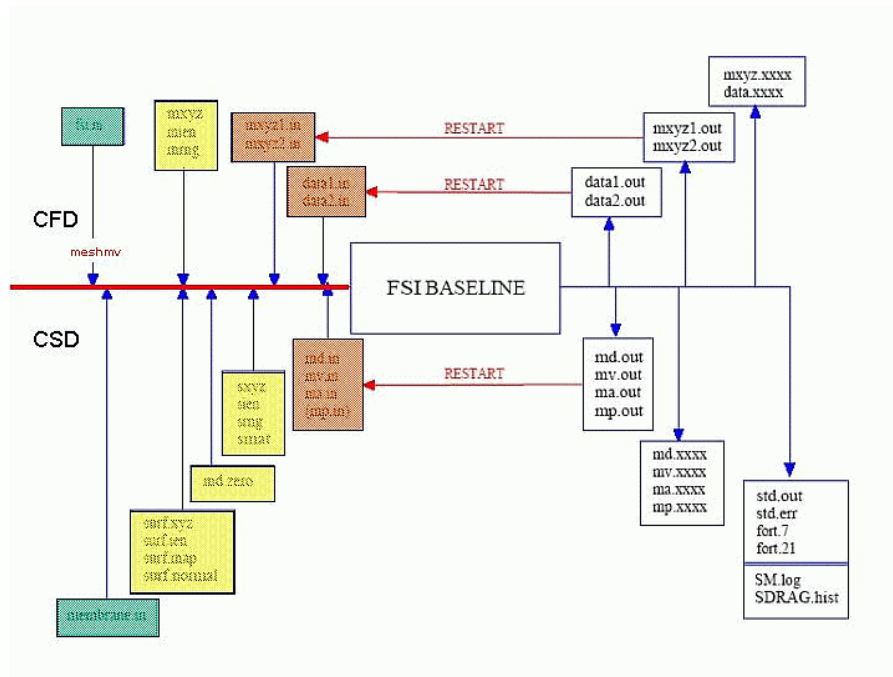 mxyz.xxxx
data.xxxx
fsi.in
mxyz
mien
mrng
mxyz1.in
mxyz2.in
RESTART
mxyz1.out
mxyz2.out
data1.in
data2.in
RESTART
data1.out
data2.out
CFD
meshmv
FSI BASELINE
CSD
md.in
mv.in
ma.in
(mp.in)
RESTART
md.out
mv.out
ma.out
mp.out
sxyz
sien
srng
smat
md.zero
md.xxxx
mv.xxxx
ma.xxxx
mp.xxxx
surf.xyz
surf.ien
surf.map
surf.normal
std.out
std.err
fort.7
fort.21
SM.log
SDRAG.hist
membrane.in